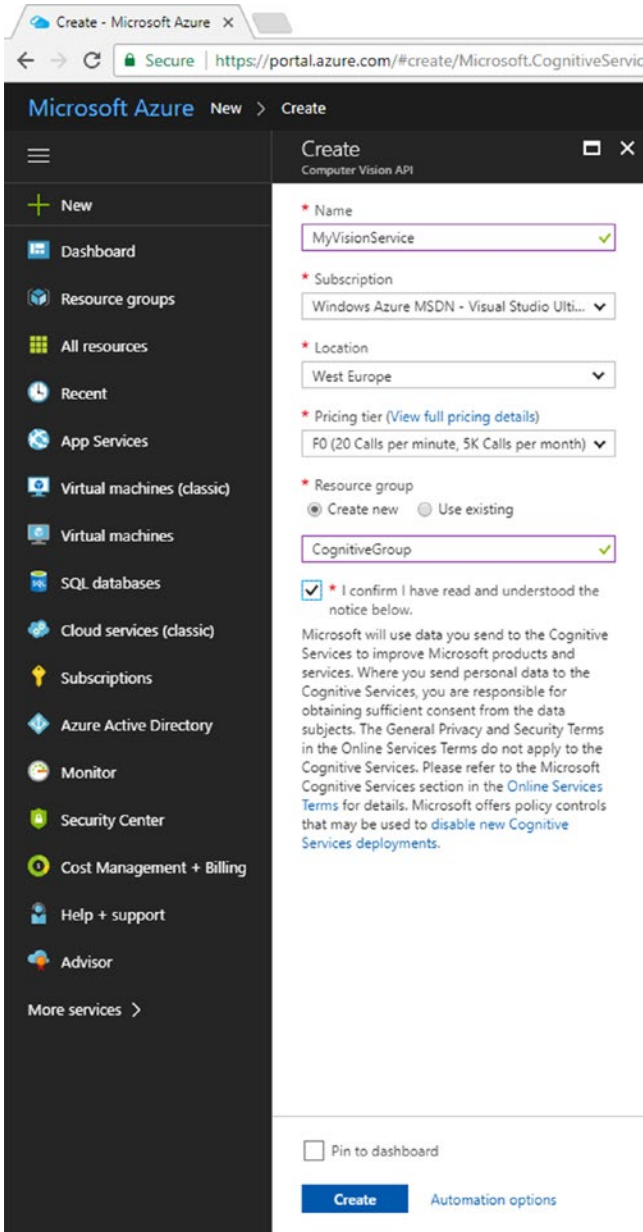 Create - Microsoft Azure
Secure | https://portal.azure.com/#create/Microsoft.CognitiveServic
Microsoft Azure New > Create
Create
Computer Vision API
New
Dashboard
Resource groups
All resources
Recent
App Services
Virtual machines (classic)
Virtual machines
SQL databases
Cloud services (classic)
Subscriptions
Azure Active Directory
Monitor
Security Center
Cost Management + Billing
Help + support
Advisor
More services >
* Name
MyVisionService
* Subscription
Windows Azure MSDN - Visual Studio Ulti...
* Location
West Europe
* Pricing tier (View full pricing details)
F0 (20 Calls per minute, 5K Calls per month)
* Resource group
Create new Use existing
CognitiveGroup
* I confirm I have read and understood the
notice below.
Microsoft will use data you send to the Cognitive
Services to improve Microsoft products and
services. Where you send personal data to the
Cognitive Services, you are responsible for
obtaining sufficient consent from the data
subjects. The General Privacy and Security Terms
in the Online Services Terms do not apply to the
Cognitive Services. Please refer to the Microsoft
Cognitive Services section in the Online Services
Terms for details. Microsoft offers policy controls
that may be used to disable new Cognitive
Services deployments.
Pin to dashboard
Create Automation options